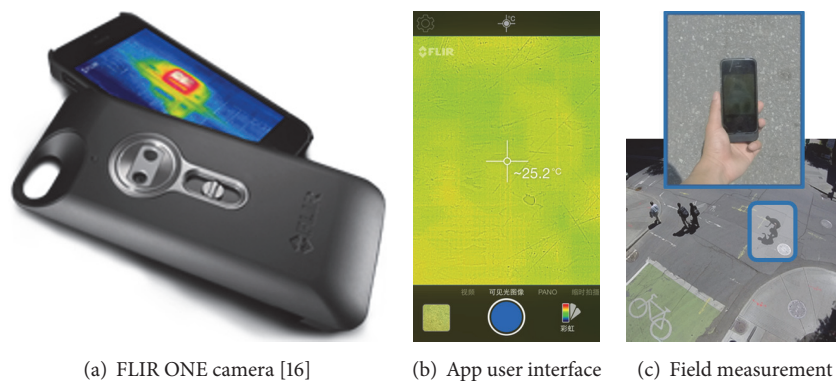 FLIR
°C
FLIR
~25.2 °C
视频 可见光图像 PANO 缩时拍摄
彩虹
(a) FLIR ONE camera [16]
(b) App user interface
(c) Field measurement